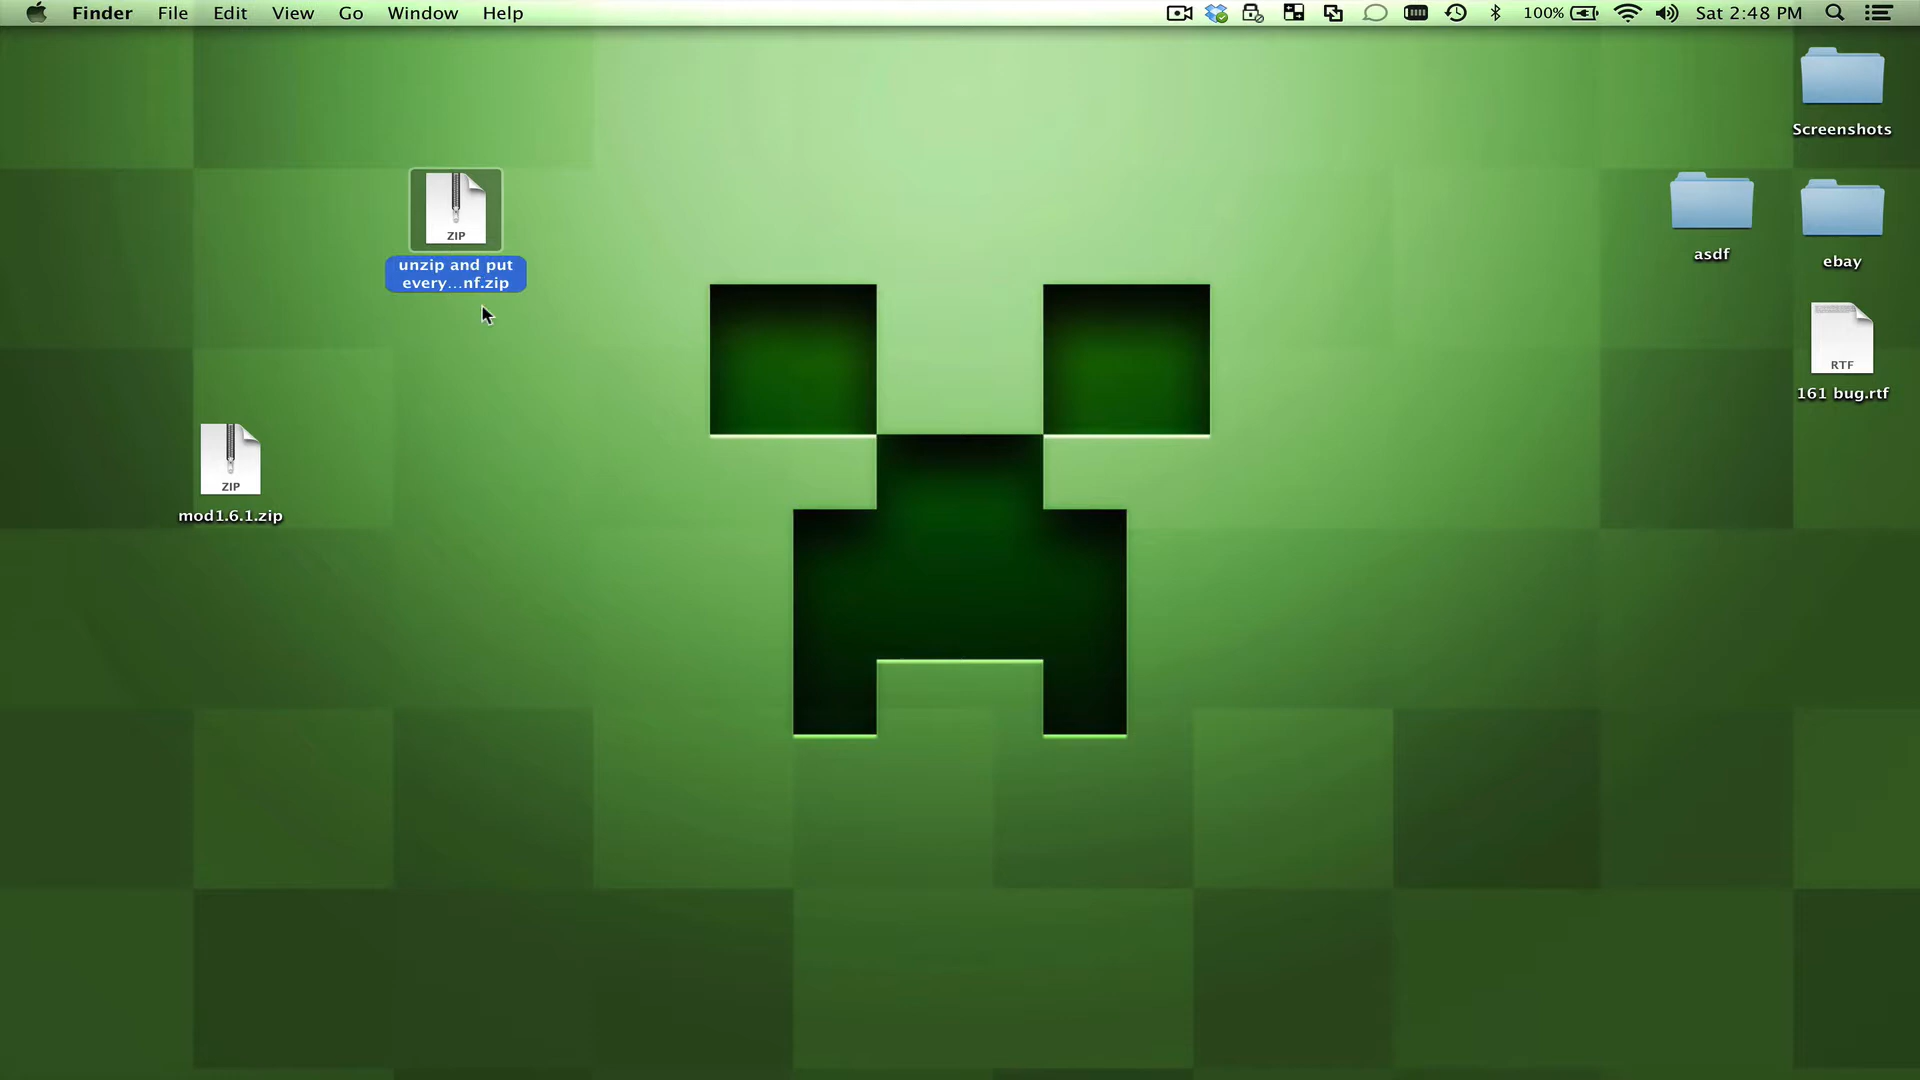 Finder File Edit View Go Window Help 100% Sat 2:48 PM
Screenshots
ZIP
unzip and put
every...nf.zip
asdf
ebay
RTF
161 bug.rtf
ZIP
mod1.6.1.zip